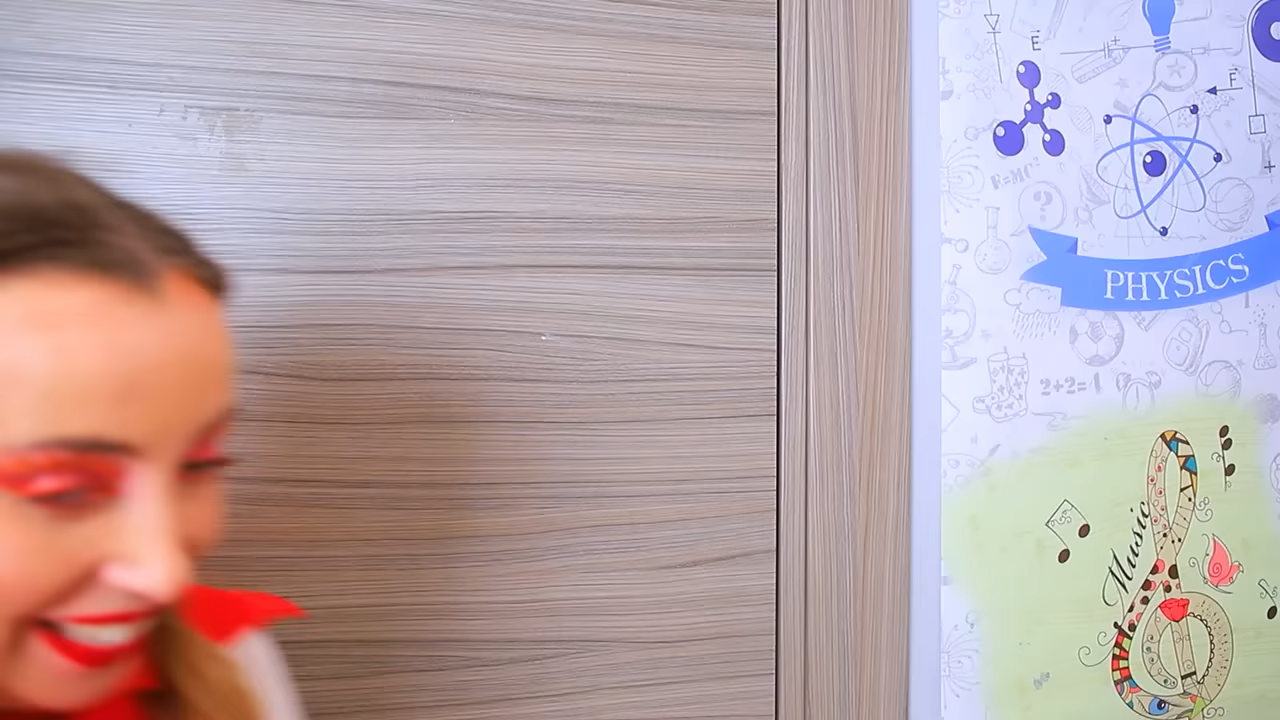 E
F
E=MC²
?
PHYSICS
2+2=4
Music